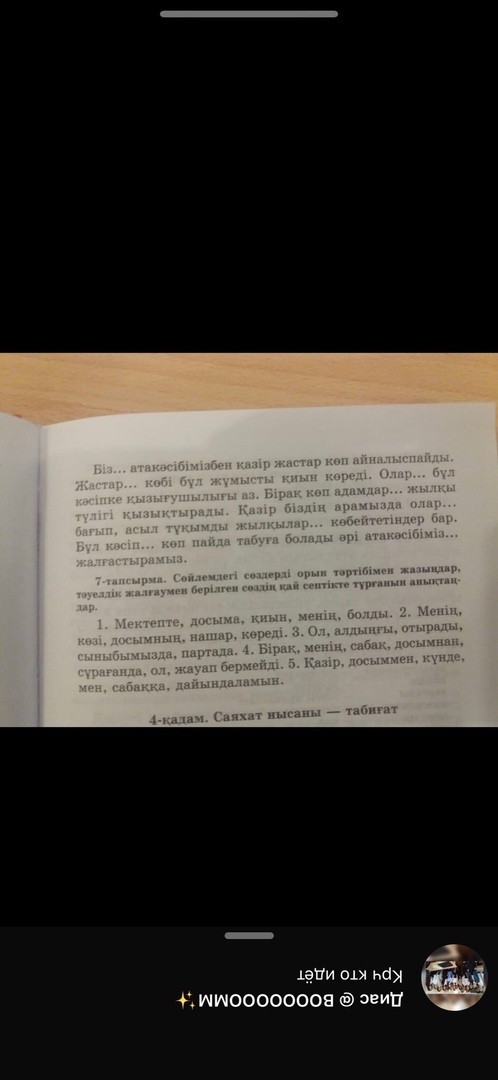 Біз... атакәсібімізбен қазір жастар көп айналыспайды.
Жастар... көбі бұл жұмысты қиын көреді. Олар... бұл
кәсіпке қызығушылығы аз. Бірақ көп адамдар... жылқы
түлігі қызықтырады. Қазір біздің арамызда олар...
бағып, асыл тұқымды жылқылар... көбейтетіндер бар.
Бұл кәсіп... көп пайда табуға болады әрі атакәсібіміз...
жалғастырамыз.
7-тапсырма. Сөйлемдегі сөздерді орын тәртібімен жазыңдар,
тәуелдік жалғаумен берілген сөздің қай септікте тұрғанын анықтаң-
дар.
1. Мектепте, досыма, қиын, менің, болды. 2. Менің,
көзі, досымның, нашар, көреді. 3. Ол, алдыңғы, отырады,
сыныбымызда, партада. 4. Бірақ, менің, сабақ, досымнан,
сұрағанда, ол, жауап бермейді. 5. Қазір, досыммен, күнде,
мен, сабаққа, дайындаламын.
4-қадам. Саяхат нысаны — табиғат
Диас @ BOOOOOOOOMM ✨
Крч кто идёт